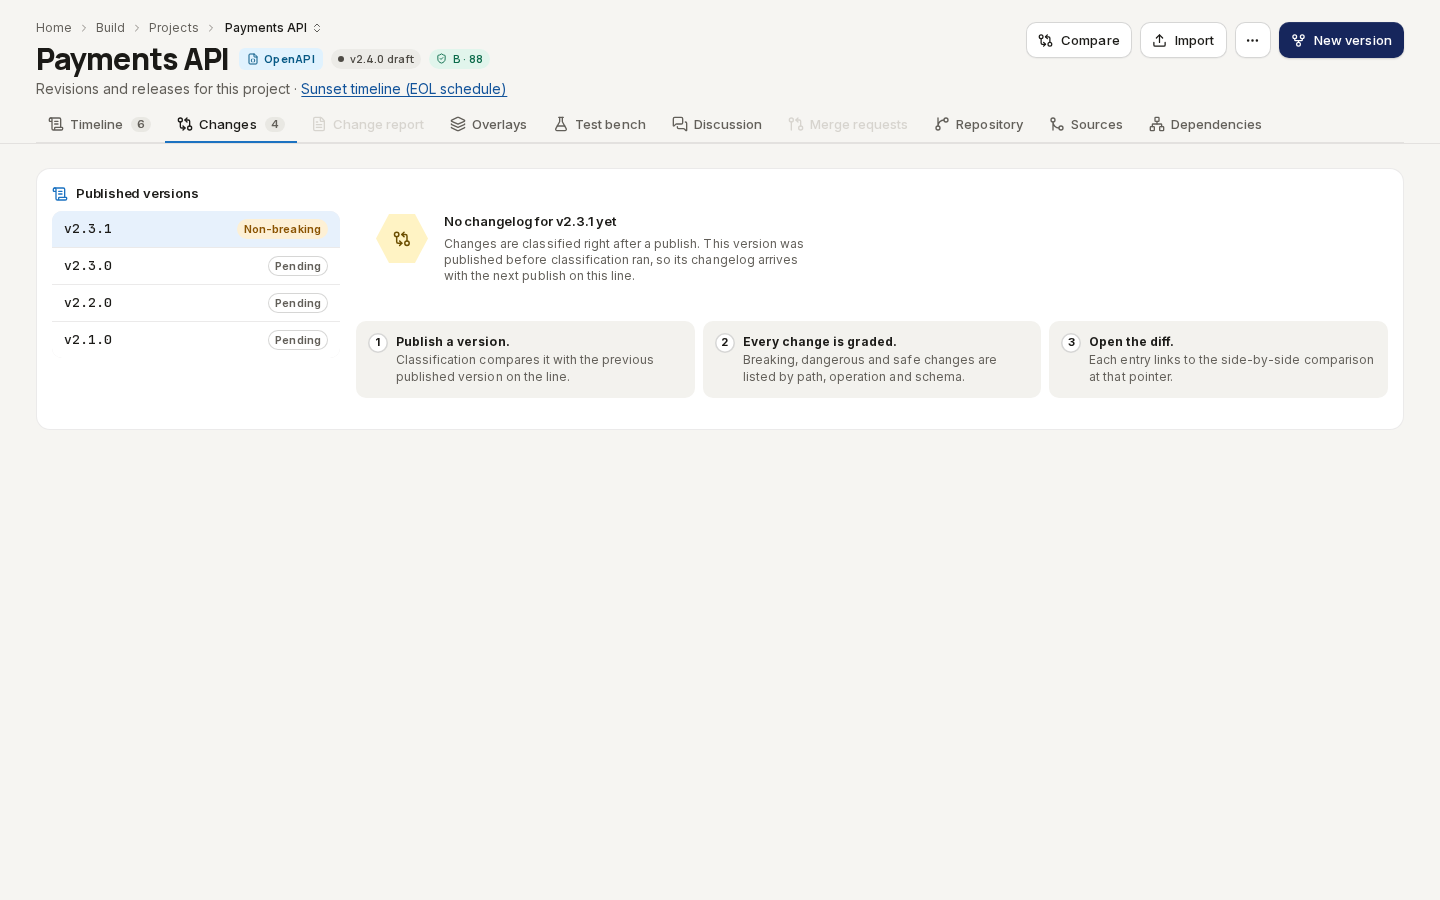 Home
Build
Projects
Payments API
Compare
Import
New version
Payments API
OpenAPI
v2.4.0 draft
B · 88
Revisions and releases for this project · Sunset timeline (EOL schedule)
Timeline 6
Changes 4
Change report
Overlays
Test bench
Discussion
Merge requests
Repository
Sources
Dependencies
Published versions
v2.3.1 Non-breaking
v2.3.0 Pending
v2.2.0 Pending
v2.1.0 Pending
No changelog for v2.3.1 yet
Changes are classified right after a publish. This version was
published before classification ran, so its changelog arrives
with the next publish on this line.
1 Publish a version.
Classification compares it with the previous
published version on the line.
2 Every change is graded.
Breaking, dangerous and safe changes are
listed by path, operation and schema.
3 Open the diff.
Each entry links to the side-by-side comparison
at that pointer.